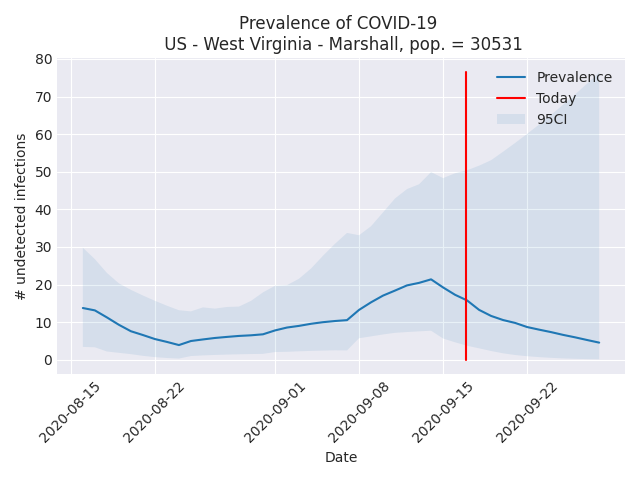 Prevalence of COVID-19
US - West Virginia - Marshall, pop. = 30531
80
70
60
50
40
30
20
10
0
# undetected infections
Prevalence
Today
95CI
2020-08-15
2020-08-22
2020-09-01
2020-09-08
2020-09-15
2020-09-22
Date